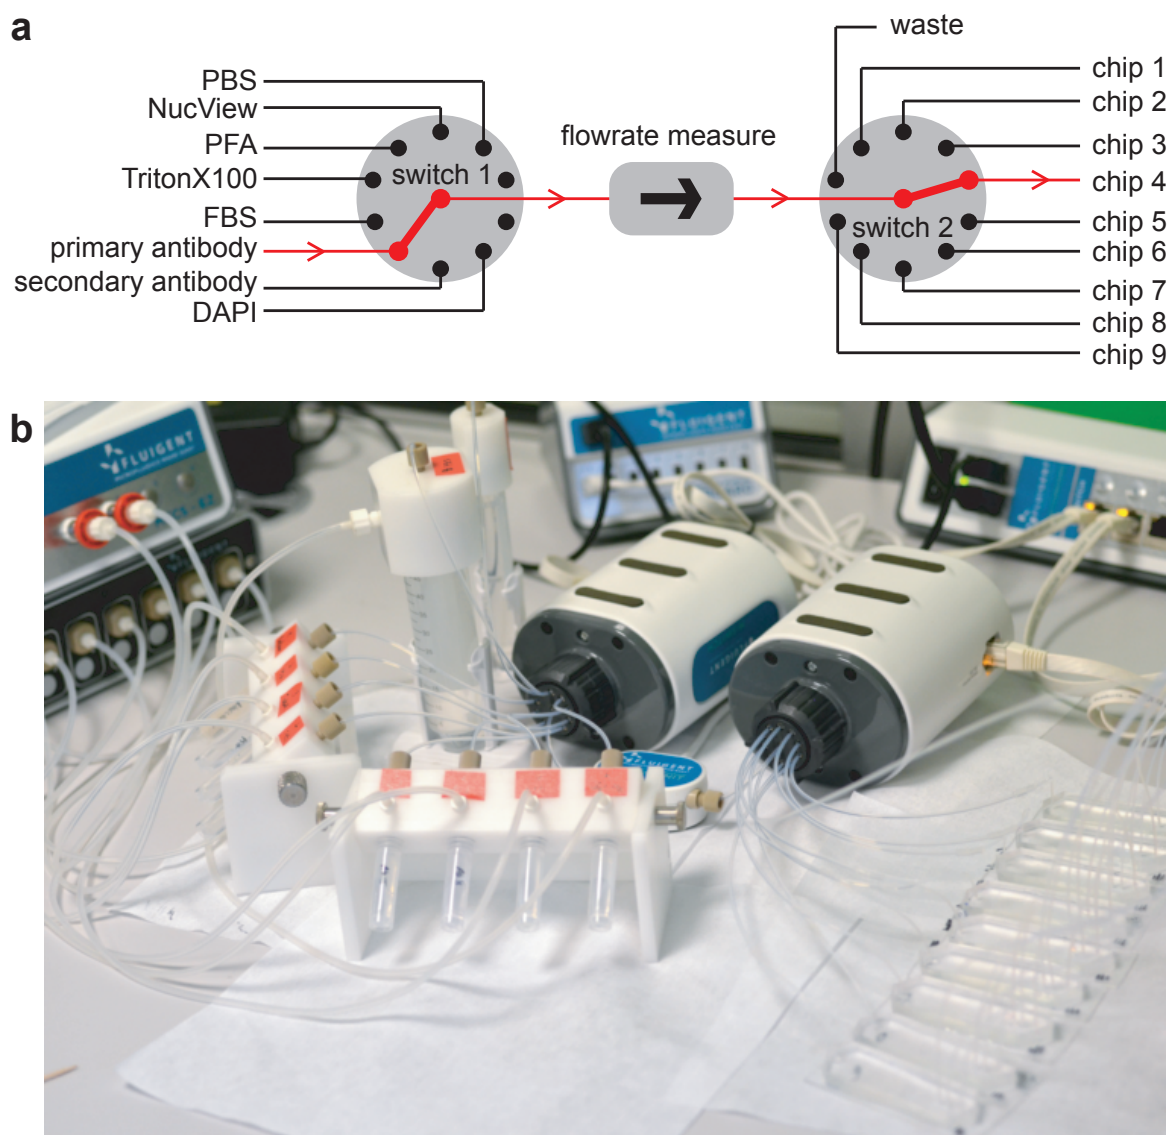 a
waste
PBS
NucView
PFA
TritonX100
FBS
primary antibody
secondary antibody
DAPI
switch 1
flowrate measure
switch 2
chip 1
chip 2
chip 3
chip 4
chip 5
chip 6
chip 7
chip 8
chip 9
b
FLUIGENT
FLUIGENT
FLUIGENT
FLUIGENT